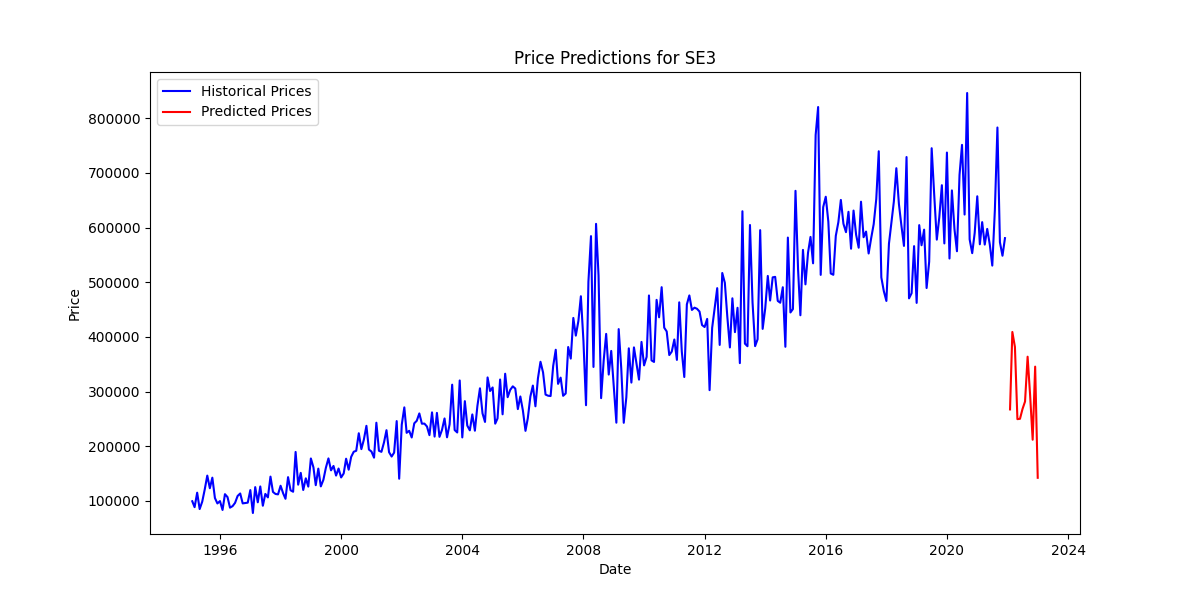 Price Predictions for SE3
Historical Prices
Predicted Prices
800000
700000
600000
500000
400000
300000
200000
100000
Price
1996 2000 2004 2008 2012 2016 2020 2024
Date